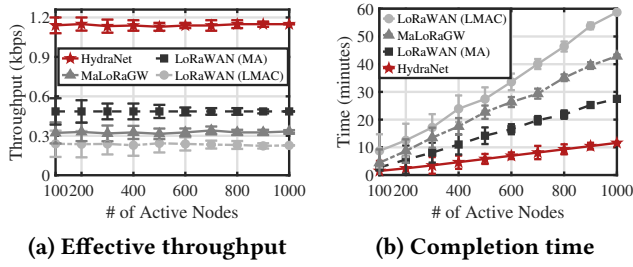 1.2
0.9
0.6
0.3
0
Throughput (kbps)
HydraNet
LoRaWAN (MA)
MaLoRaGW
LoRaWAN (LMAC)
100 200 400 600 800 1000
# of Active Nodes
(a) Effective throughput
60
50
40
30
20
10
0
Time (minutes)
LoRaWAN (LMAC)
MaLoRaGW
LoRaWAN (MA)
HydraNet
100 200 400 600 800 1000
# of Active Nodes
(b) Completion time